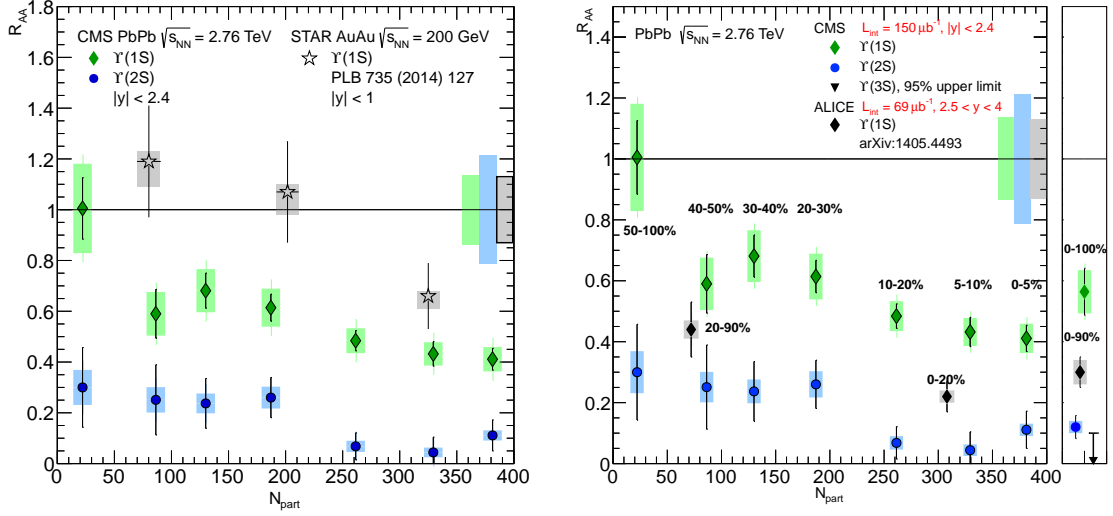 R_AA
1.8
1.6
1.4
1.2
1
0.8
0.6
0.4
0.2
0
CMS PbPb √s_NN = 2.76 TeV
ϒ(1S)
ϒ(2S)
|y| < 2.4
STAR AuAu √s_NN = 200 GeV
ϒ(1S)
PLB 735 (2014) 127
|y| < 1
0 50 100 150 200 250 300 350 400
N_part
R_AA
1.4
1.2
1
0.8
0.6
0.4
0.2
0
PbPb √s_NN = 2.76 TeV
CMS L_int = 150 μb⁻¹, |y| < 2.4
ϒ(1S)
ϒ(2S)
ϒ(3S), 95% upper limit
ALICE L_int = 69 μb⁻¹, 2.5 < y < 4
ϒ(1S)
arXiv:1405.4493
50-100%
40-50%
30-40%
20-30%
10-20%
5-10%
0-5%
20-90%
0-20%
0 50 100 150 200 250 300 350 400
N_part
0-100%
0-90%